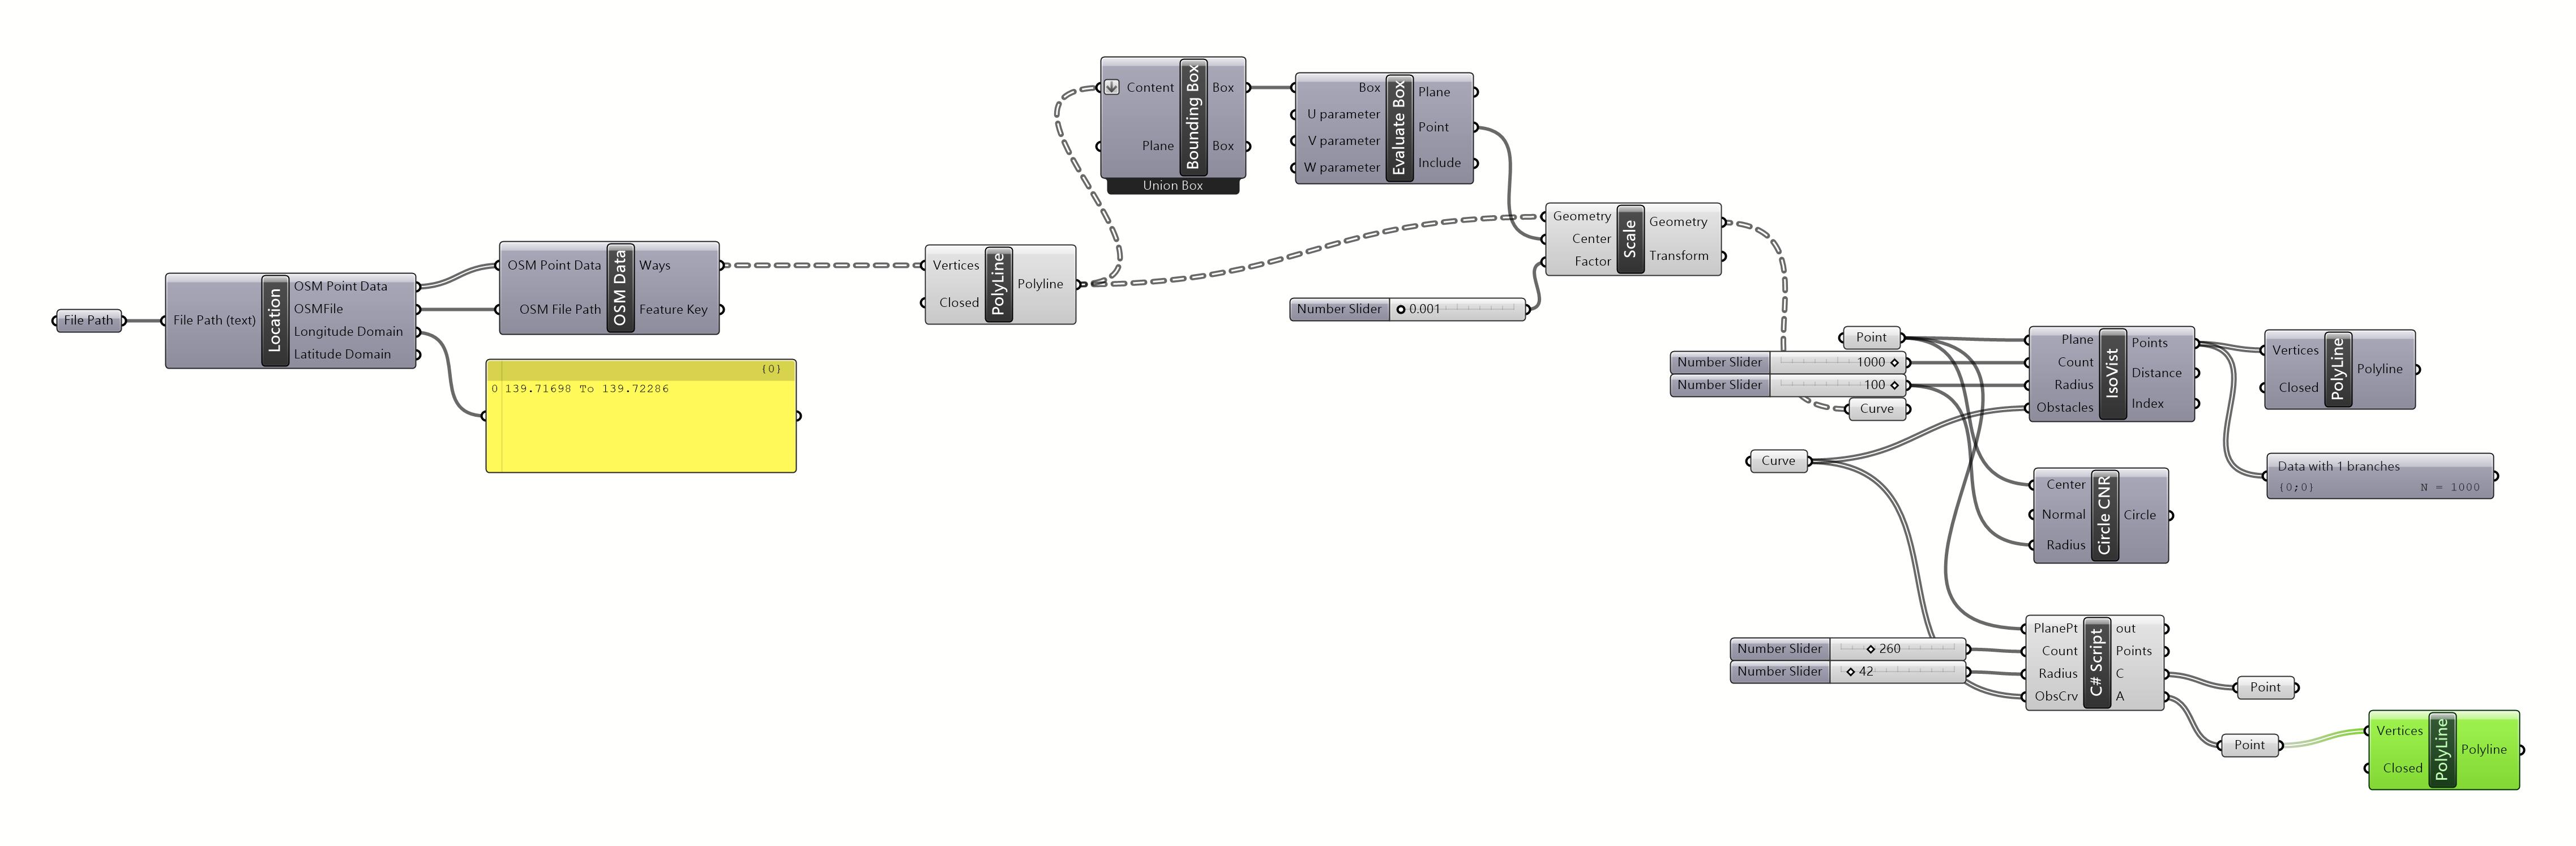 File Path
File Path (text)
Location
OSM Point Data
OSMFile
Longitude Domain
Latitude Domain
OSM Point Data
OSM File Path
OSM Data
Ways
Feature Key
{0}
0 139.71698 To 139.72286
Vertices
Closed
PolyLine
Polyline
Content
Plane
Bounding Box
Box
Box
Union Box
Box
U parameter
V parameter
W parameter
Evaluate Box
Plane
Point
Include
Geometry
Center
Factor
Scale
Geometry
Transform
Number Slider 0.001
Point
Number Slider 1000
Number Slider 100
Curve
Curve
Plane
Count
Radius
Obstacles
IsoVist
Points
Distance
Index
Vertices
Closed
PolyLine
Polyline
Data with 1 branches
{0;0} N = 1000
Center
Normal
Radius
Circle CNR
Circle
Number Slider 260
Number Slider 42
PlanePt
Count
Radius
ObsCrv
C# Script
out
Points
C
A
Point
Point
Vertices
Closed
PolyLine
Polyline